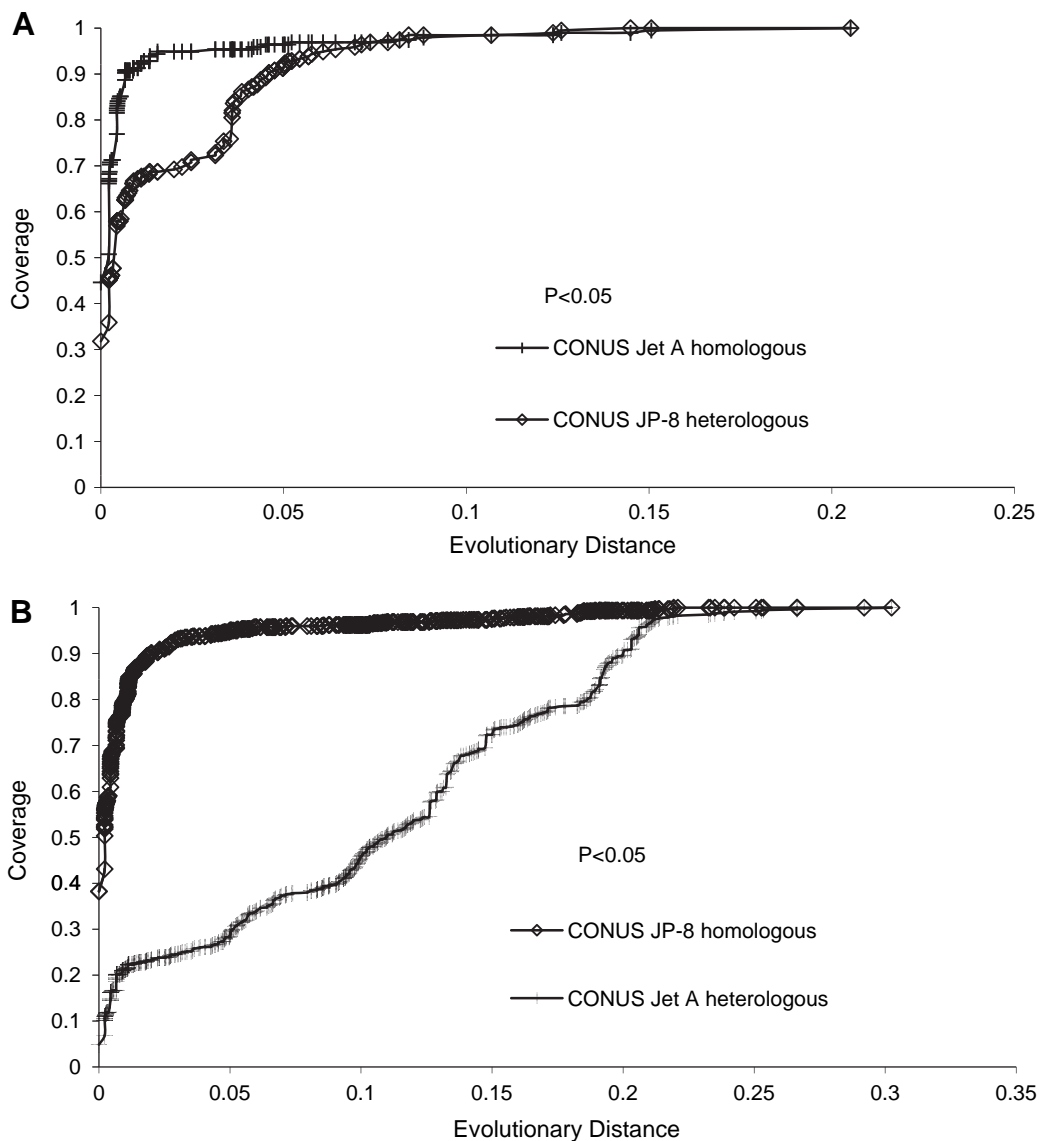 A
1
0.9
0.8
0.7
0.6
0.5
0.4
0.3
0.2
0.1
0
Coverage
P<0.05
CONUS Jet A homologous
CONUS JP-8 heterologous
0 0.05 0.1 0.15 0.2 0.25
Evolutionary Distance
B
1
0.9
0.8
0.7
0.6
0.5
0.4
0.3
0.2
0.1
0
Coverage
P<0.05
CONUS JP-8 homologous
CONUS Jet A heterologous
0 0.05 0.1 0.15 0.2 0.25 0.3 0.35
Evolutionary Distance